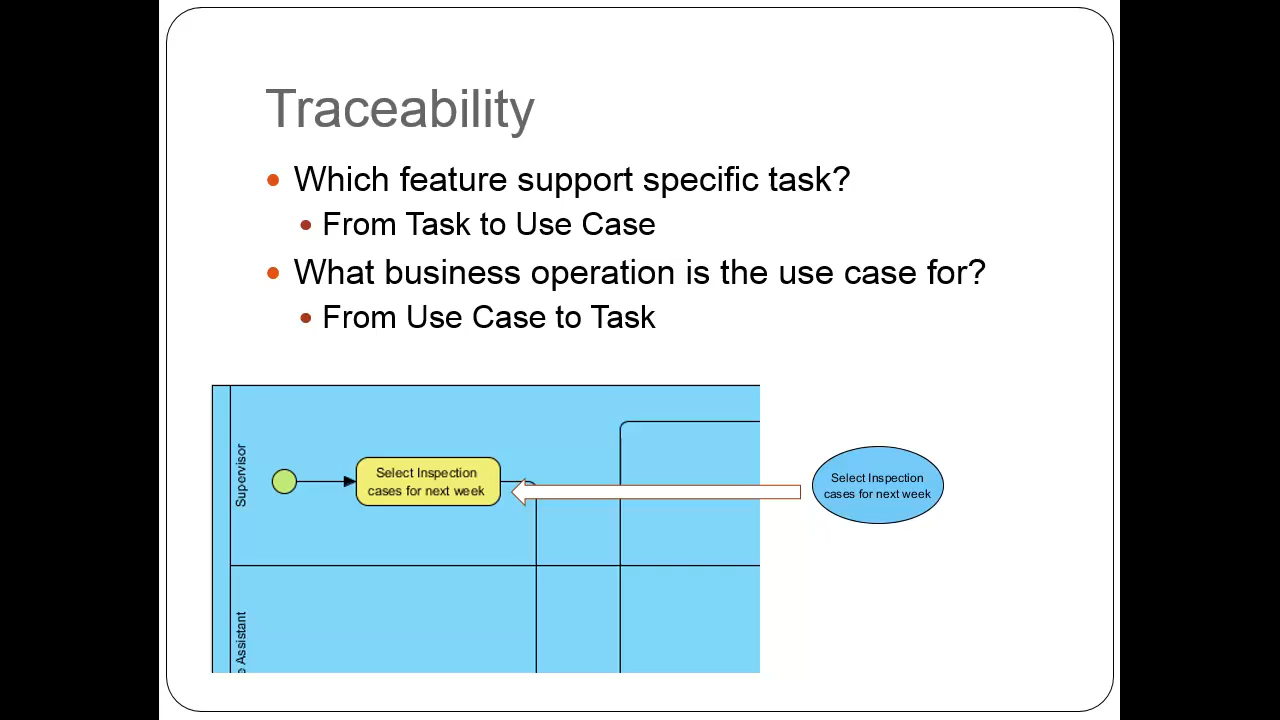 Traceability
Which feature support specific task?
From Task to Use Case
What business operation is the use case for?
From Use Case to Task
Supervisor
Select Inspection
cases for next week
Select Inspection
cases for next week
e Assistant